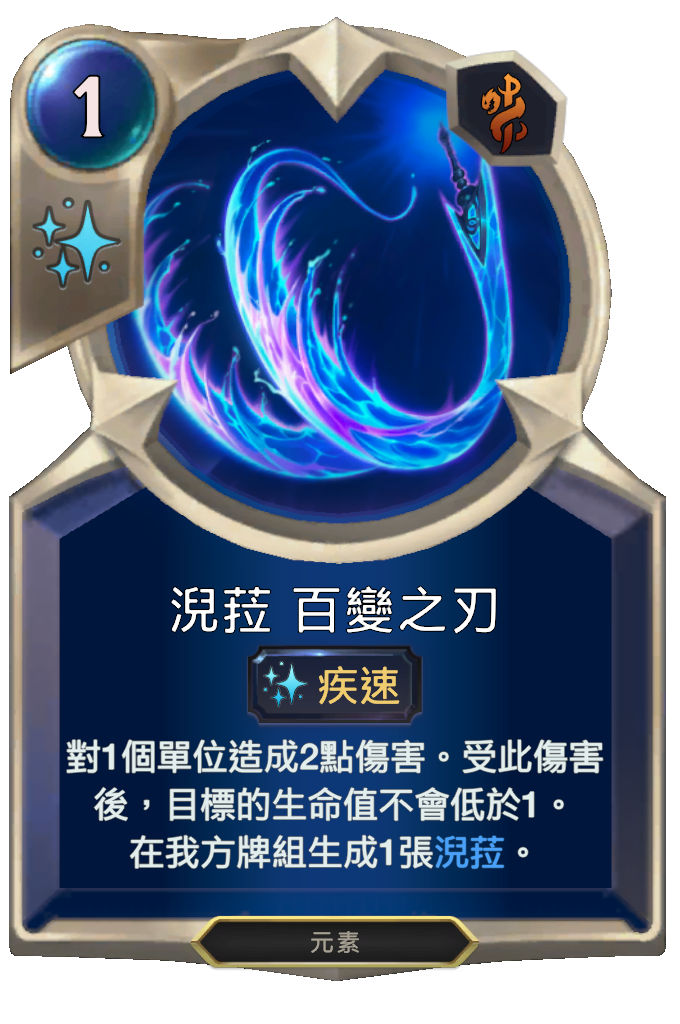 1
淣菈 百變之刃
疾速
對1個單位造成2點傷害。受此傷害
後，目標的生命值不會低於1。
在我方牌組生成1張淣菈。
元素